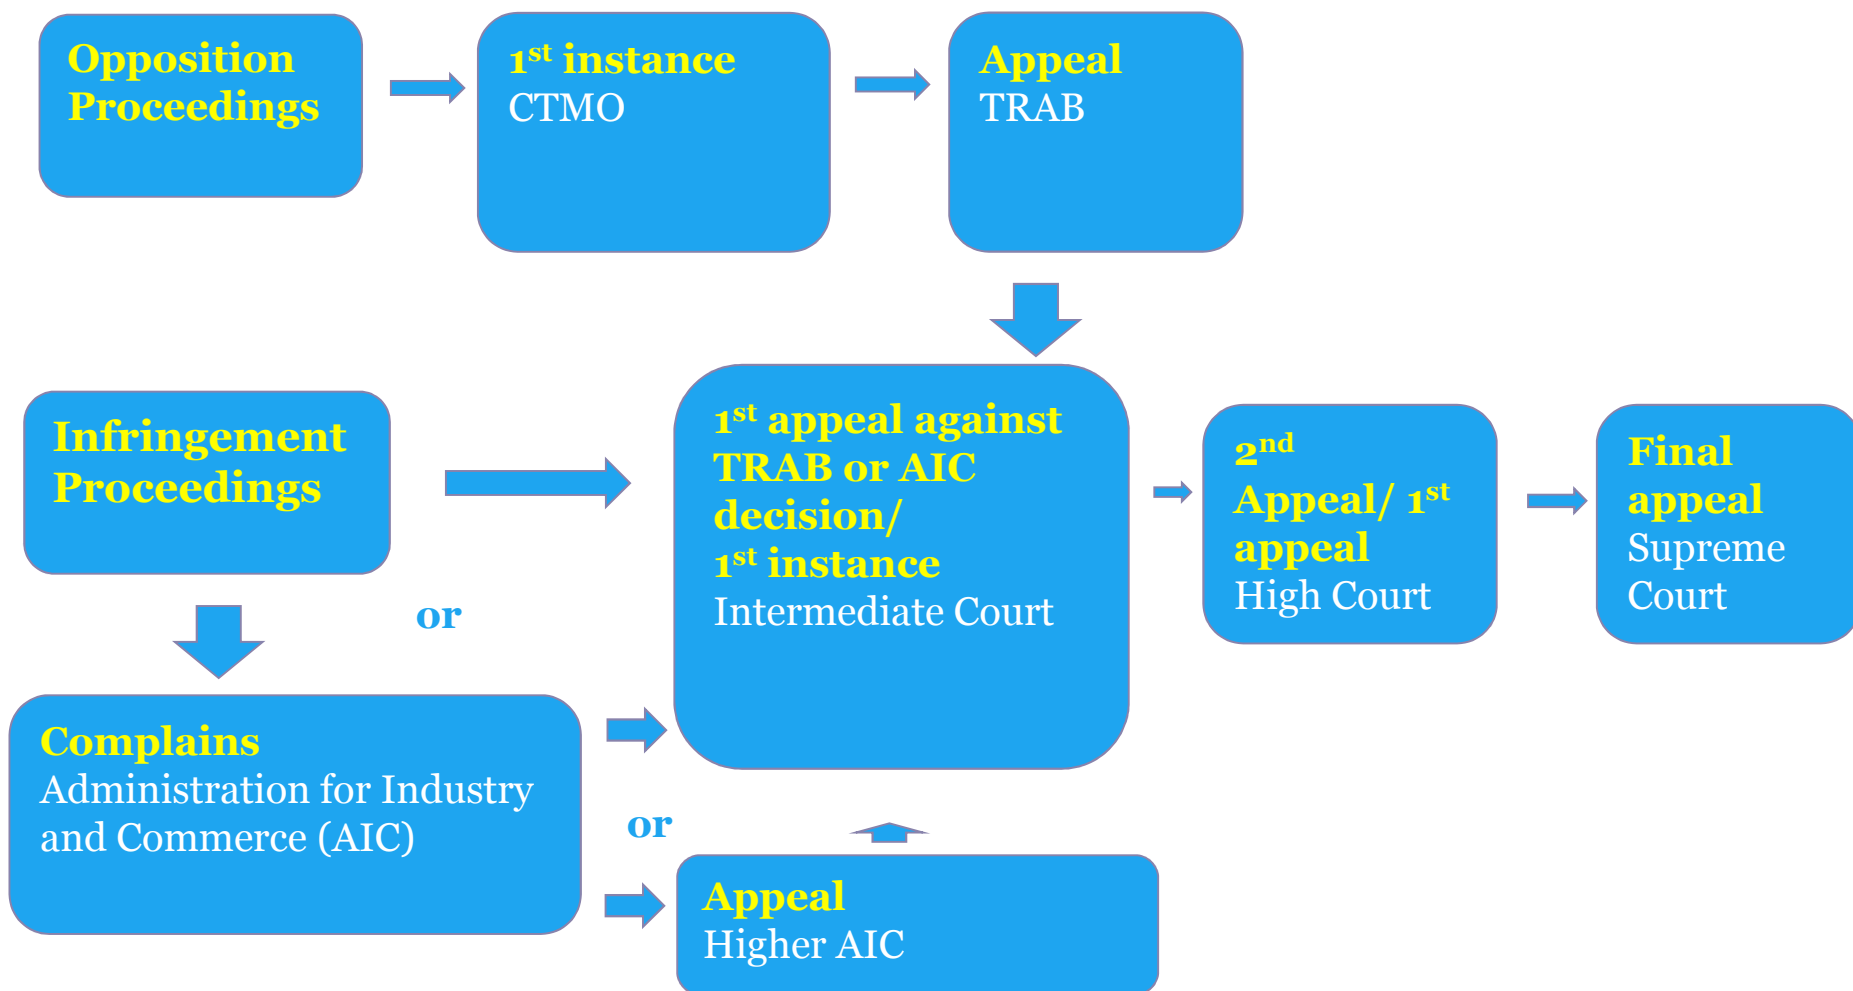 Opposition
Proceedings
1st instance
CTMO
Appeal
TRAB
Infringement
Proceedings
or
1st appeal against
TRAB or AIC
decision/
1st instance
Intermediate Court
2nd
Appeal/ 1st
appeal
High Court
Final
appeal
Supreme
Court
Complains
Administration for Industry
and Commerce (AIC)
or
Appeal
Higher AIC